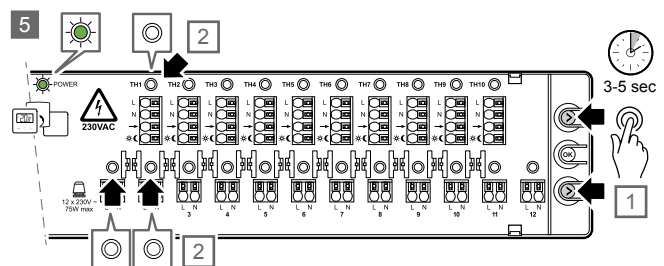 5
2
POWER
TH1 TH2 TH3 TH4 TH5 TH6 TH7 TH8 TH9 TH10
3-5 sec
L
N
L
N
L
N
L
N
L
N
L
N
L
N
L
N
L
N
L
N
230VAC
OK
12 x 230V ~
75W max
L N L N L N L N L N L N L N L N L N L N
3 4 5 6 7 8 9 10 11 12
1
2